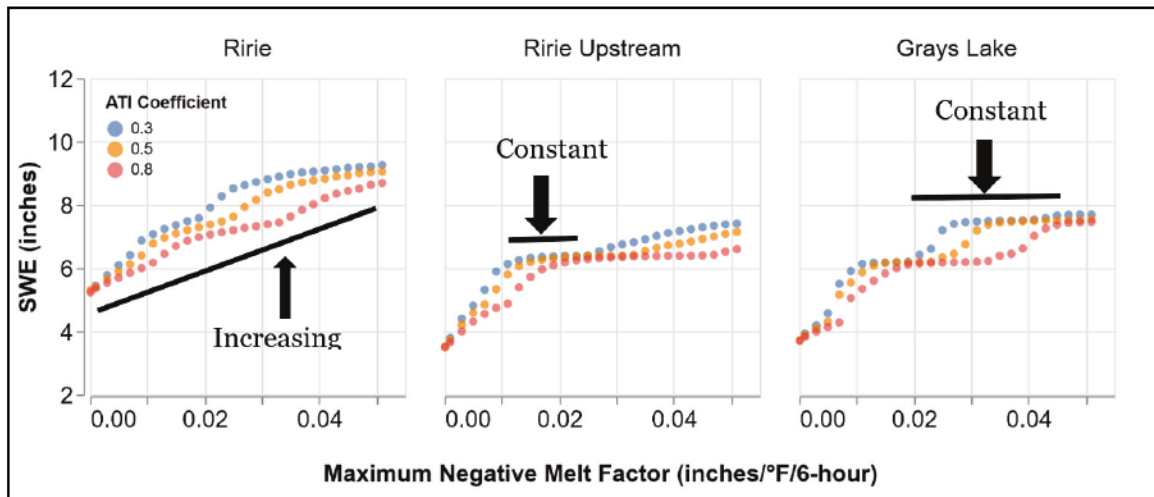 Ririe
Ririe Upstream
Grays Lake
12
10
8
6
4
2
SWE (inches)
ATI Coefficient
0.3
0.5
0.8
Increasing
Constant
Constant
0.00 0.02 0.04
0.00 0.02 0.04
0.00 0.02 0.04
Maximum Negative Melt Factor (inches/°F/6-hour)